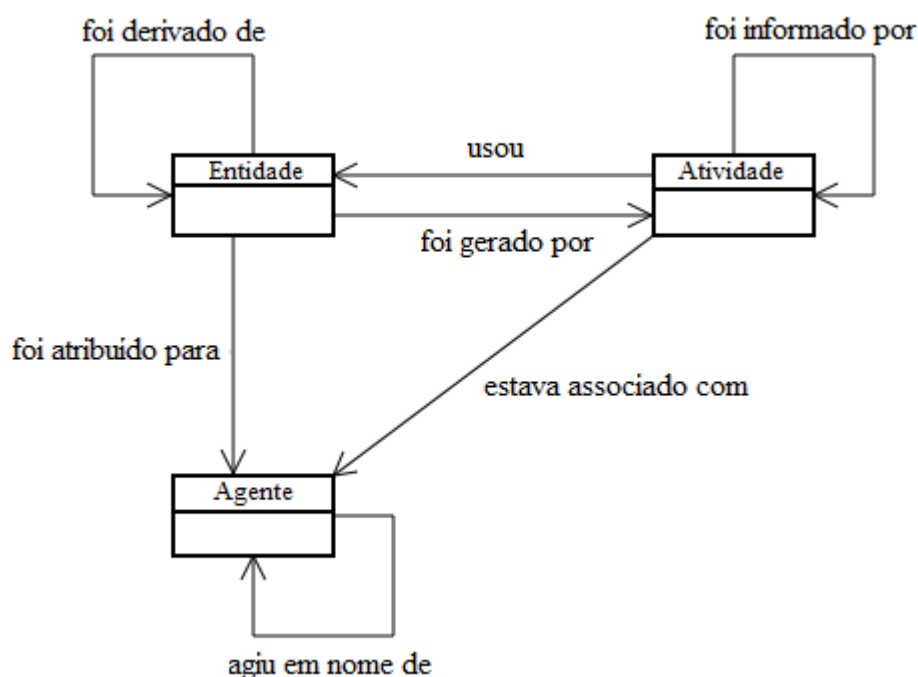 foi derivado de
foi informado por
usou
Entidade
Atividade
foi gerado por
foi atribuído para
estava associado com
Agente
agiu em nome de